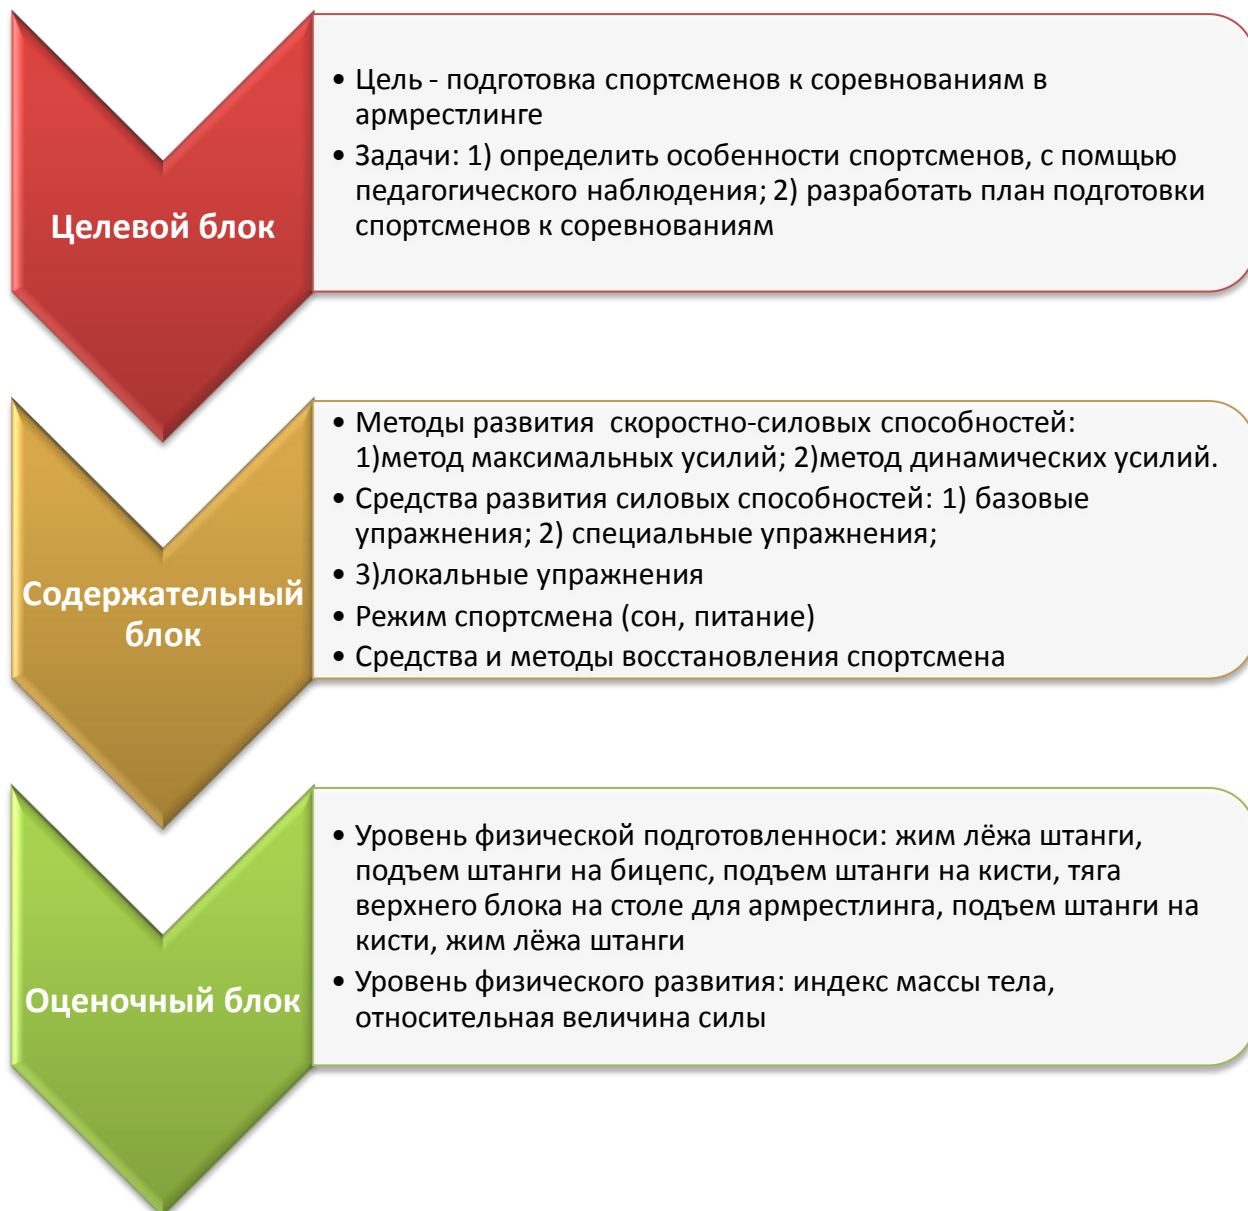 Целевой блок
• Цель - подготовка спортсменов к соревнованиям в
армрестлинге
• Задачи: 1) определить особенности спортсменов, с помщью
педагогического наблюдения; 2) разработать план подготовки
спортсменов к соревнованиям
Содержательный
блок
• Методы развития  скоростно-силовых способностей:
1)метод максимальных усилий; 2)метод динамических усилий.
• Средства развития силовых способностей: 1) базовые
упражнения; 2) специальные упражнения;
• 3)локальные упражнения
• Режим спортсмена (сон, питание)
• Средства и методы восстановления спортсмена
Оценочный блок
• Уровень физической подготовленноси: жим лёжа штанги,
подъем штанги на бицепс, подъем штанги на кисти, тяга
верхнего блока на столе для армрестлинга, подъем штанги на
кисти, жим лёжа штанги
• Уровень физического развития: индекс массы тела,
относительная величина силы